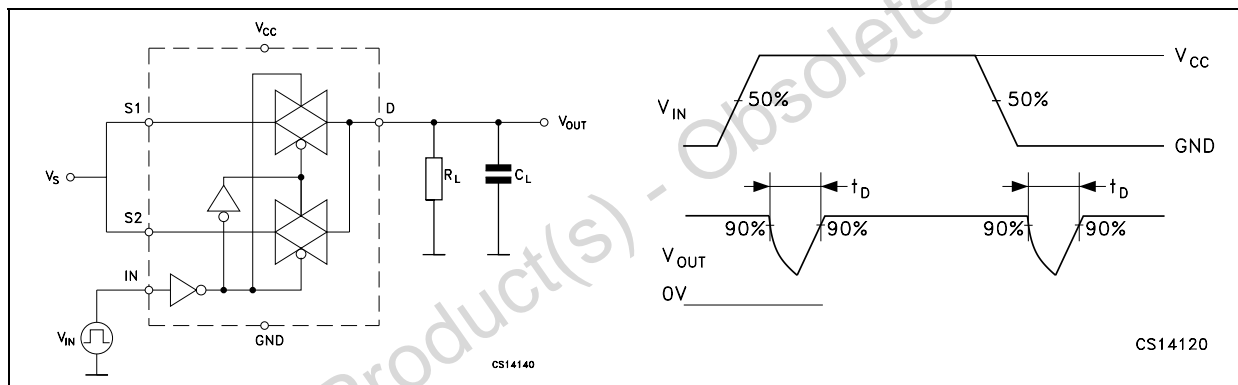 VCC
S1
D
VOUT
VS
RL
CL
S2
IN
VIN
GND
CS14140
VCC
50%
50%
VIN
GND
tD
tD
90%
90%
90%
90%
VOUT
0V
CS14120
Product(s) - Obsolete